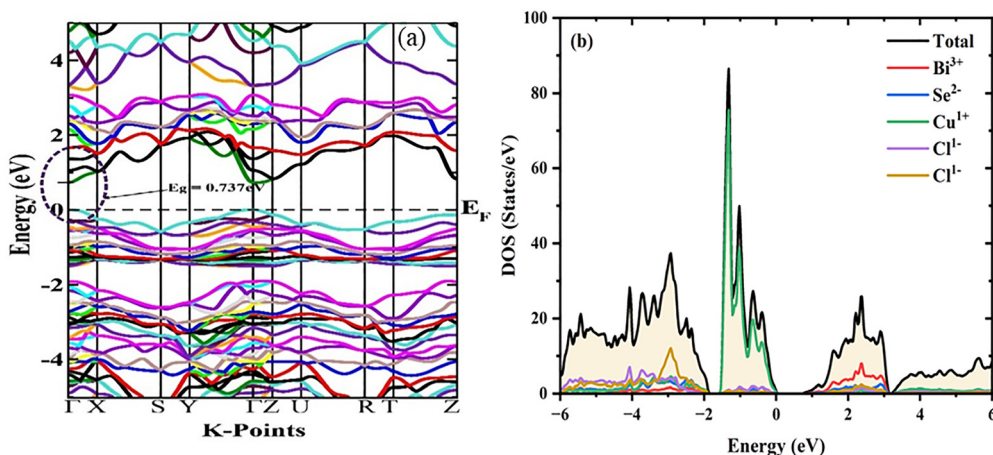 (a)
4
2
0
−2
−4
Energy (eV)
Eg = 0.737eV
E_F
Γ X S Y Γ Z U R T Z
K-Points
(b)
100
80
60
40
20
0
DOS (States/eV)
Total
Bi³⁺
Se²⁻
Cu¹⁺
Cl¹⁻
Cl¹⁻
−6 −4 −2 0 2 4 6
Energy (eV)